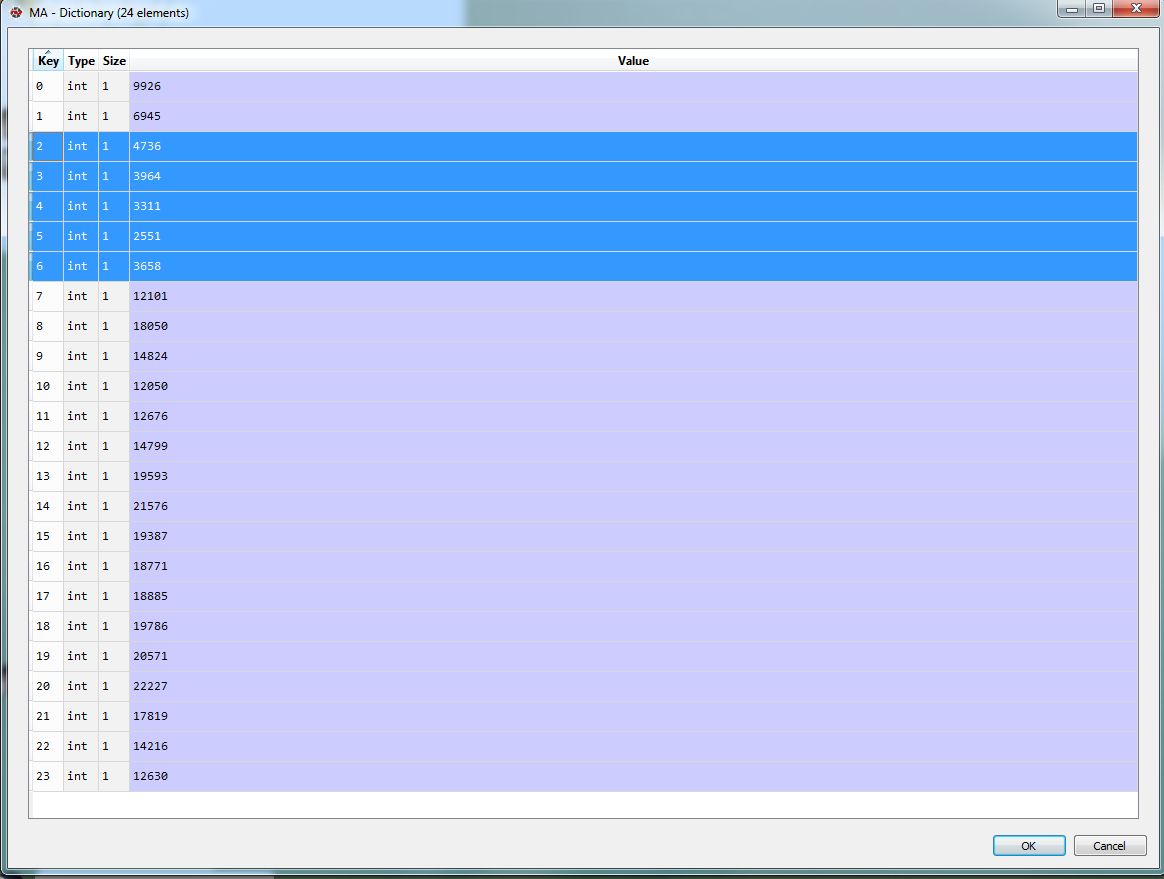 MA - Dictionary (24 elements)
Key Type Size Value
0 int 1 9926
1 int 1 6945
2 int 1 4736
3 int 1 3964
4 int 1 3311
5 int 1 2551
6 int 1 3658
7 int 1 12101
8 int 1 18050
9 int 1 14824
10 int 1 12050
11 int 1 12676
12 int 1 14799
13 int 1 19593
14 int 1 21576
15 int 1 19387
16 int 1 18771
17 int 1 18885
18 int 1 19786
19 int 1 20571
20 int 1 22227
21 int 1 17819
22 int 1 14216
23 int 1 12630
OK Cancel